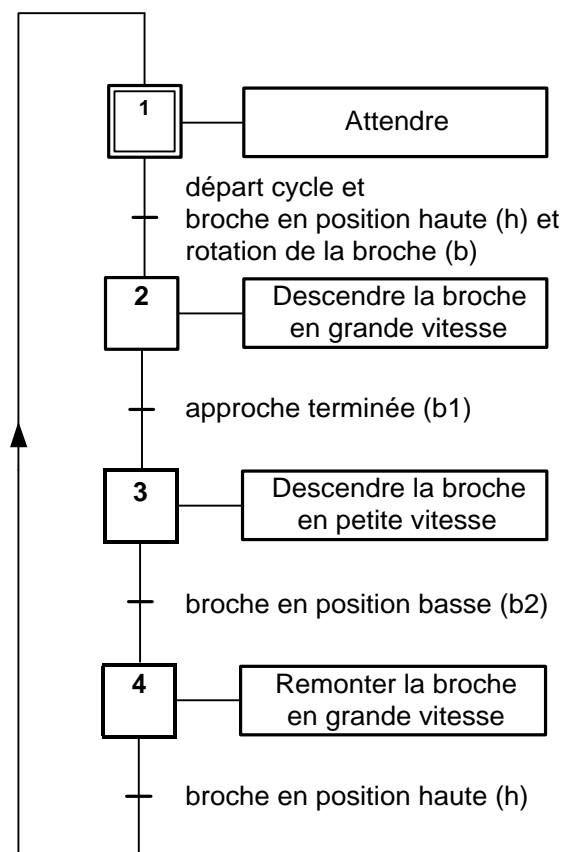 1
Attendre
départ cycle et
broche en position haute (h) et
rotation de la broche (b)
2
Descendre la broche
en grande vitesse
approche terminée (b1)
3
Descendre la broche
en petite vitesse
broche en position basse (b2)
4
Remonter la broche
en grande vitesse
broche en position haute (h)